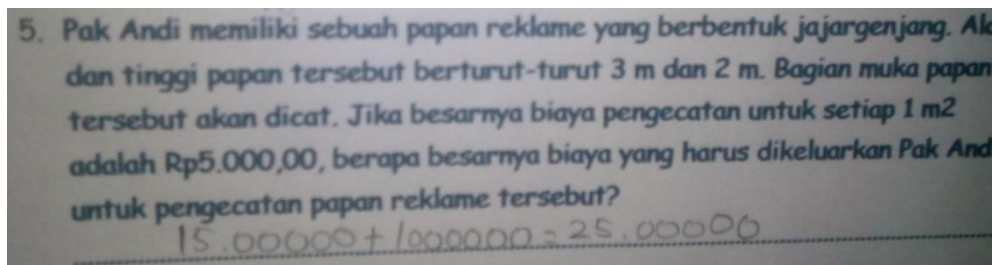 5. Pak Andi memiliki sebuah papan reklame yang berbentuk jajargenjang. Al
dan tinggi papan tersebut berturut-turut 3 m dan 2 m. Bagian muka papan
tersebut akan dicat. Jika besarnya biaya pengecatan untuk setiap 1 m2
adalah Rp5.000,00, berapa besarnya biaya yang harus dikeluarkan Pak And
untuk pengecatan papan reklame tersebut?
15.00000+1000000=25.00000